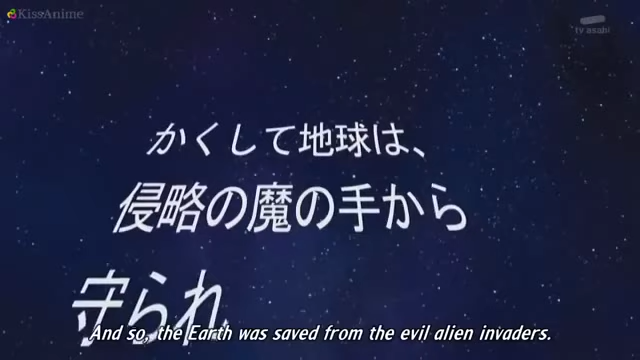 KissAnime
tv asahi
かくして地球は、
侵略の魔の手から
守られ
And so, the Earth was saved from the evil alien invaders.